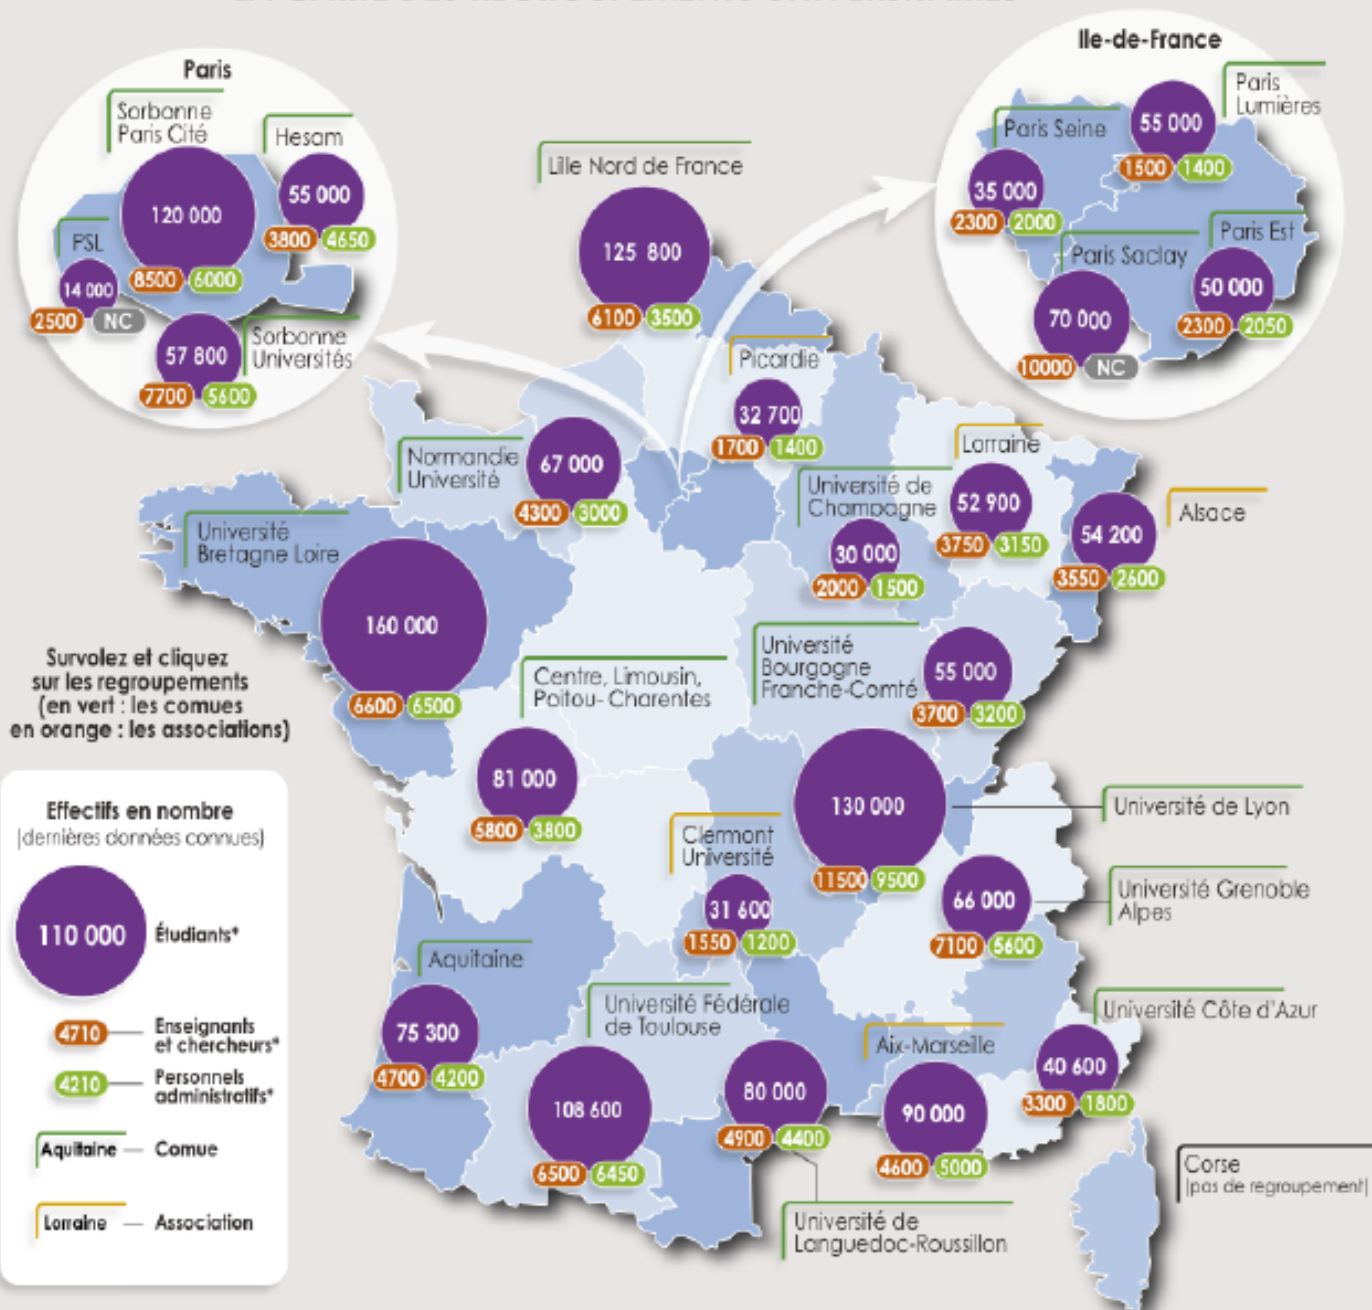 Paris
Sorbonne
Paris Cité
120 000
8500
6000
Hesam
55 000
3800
4650
PSL
14 000
2500
NC
Sorbonne
Universités
57 800
7700
5600
Ile-de-France
Paris
Lumières
55 000
1500
1400
Paris Seine
35 000
2300
2000
Paris Saclay
70 000
10000
NC
Paris Est
50 000
2300
2050
Lille Nord de France
125 800
6100
3500
Picardie
32 700
1700
1400
Normandie
Université
67 000
4300
3000
Université de
Champagne
30 000
2000
1500
Lorraine
52 900
3750
3150
Alsace
54 200
3550
2600
Université
Bretagne Loire
160 000
6600
6500
Centre, Limousin,
Poitou- Charentes
81 000
5800
3800
Université
Bourgogne
Franche-Comté
55 000
3700
3200
Survolez et cliquez
sur les regroupements
(en vert : les comues
en orange : les associations)
Effectifs en nombre
(dernières données connues)
110 000
Étudiants*
4710
Enseignants
et chercheurs*
4210
Personnels
administratifs*
Aquitaine
Comue
Lorraine
Association
130 000
11500
9500
Université de Lyon
Clermont
Université
31 600
1550
1200
66 000
7100
5600
Université Grenoble
Alpes
Aquitaine
75 300
4700
4200
Université Fédérale
de Toulouse
108 600
6500
6450
80 000
4900
4400
Université de
Languedoc-Roussillon
Aix-Marseille
90 000
4600
5000
Université Côte d'Azur
40 600
3300
1800
Corse
(pas de regroupement)